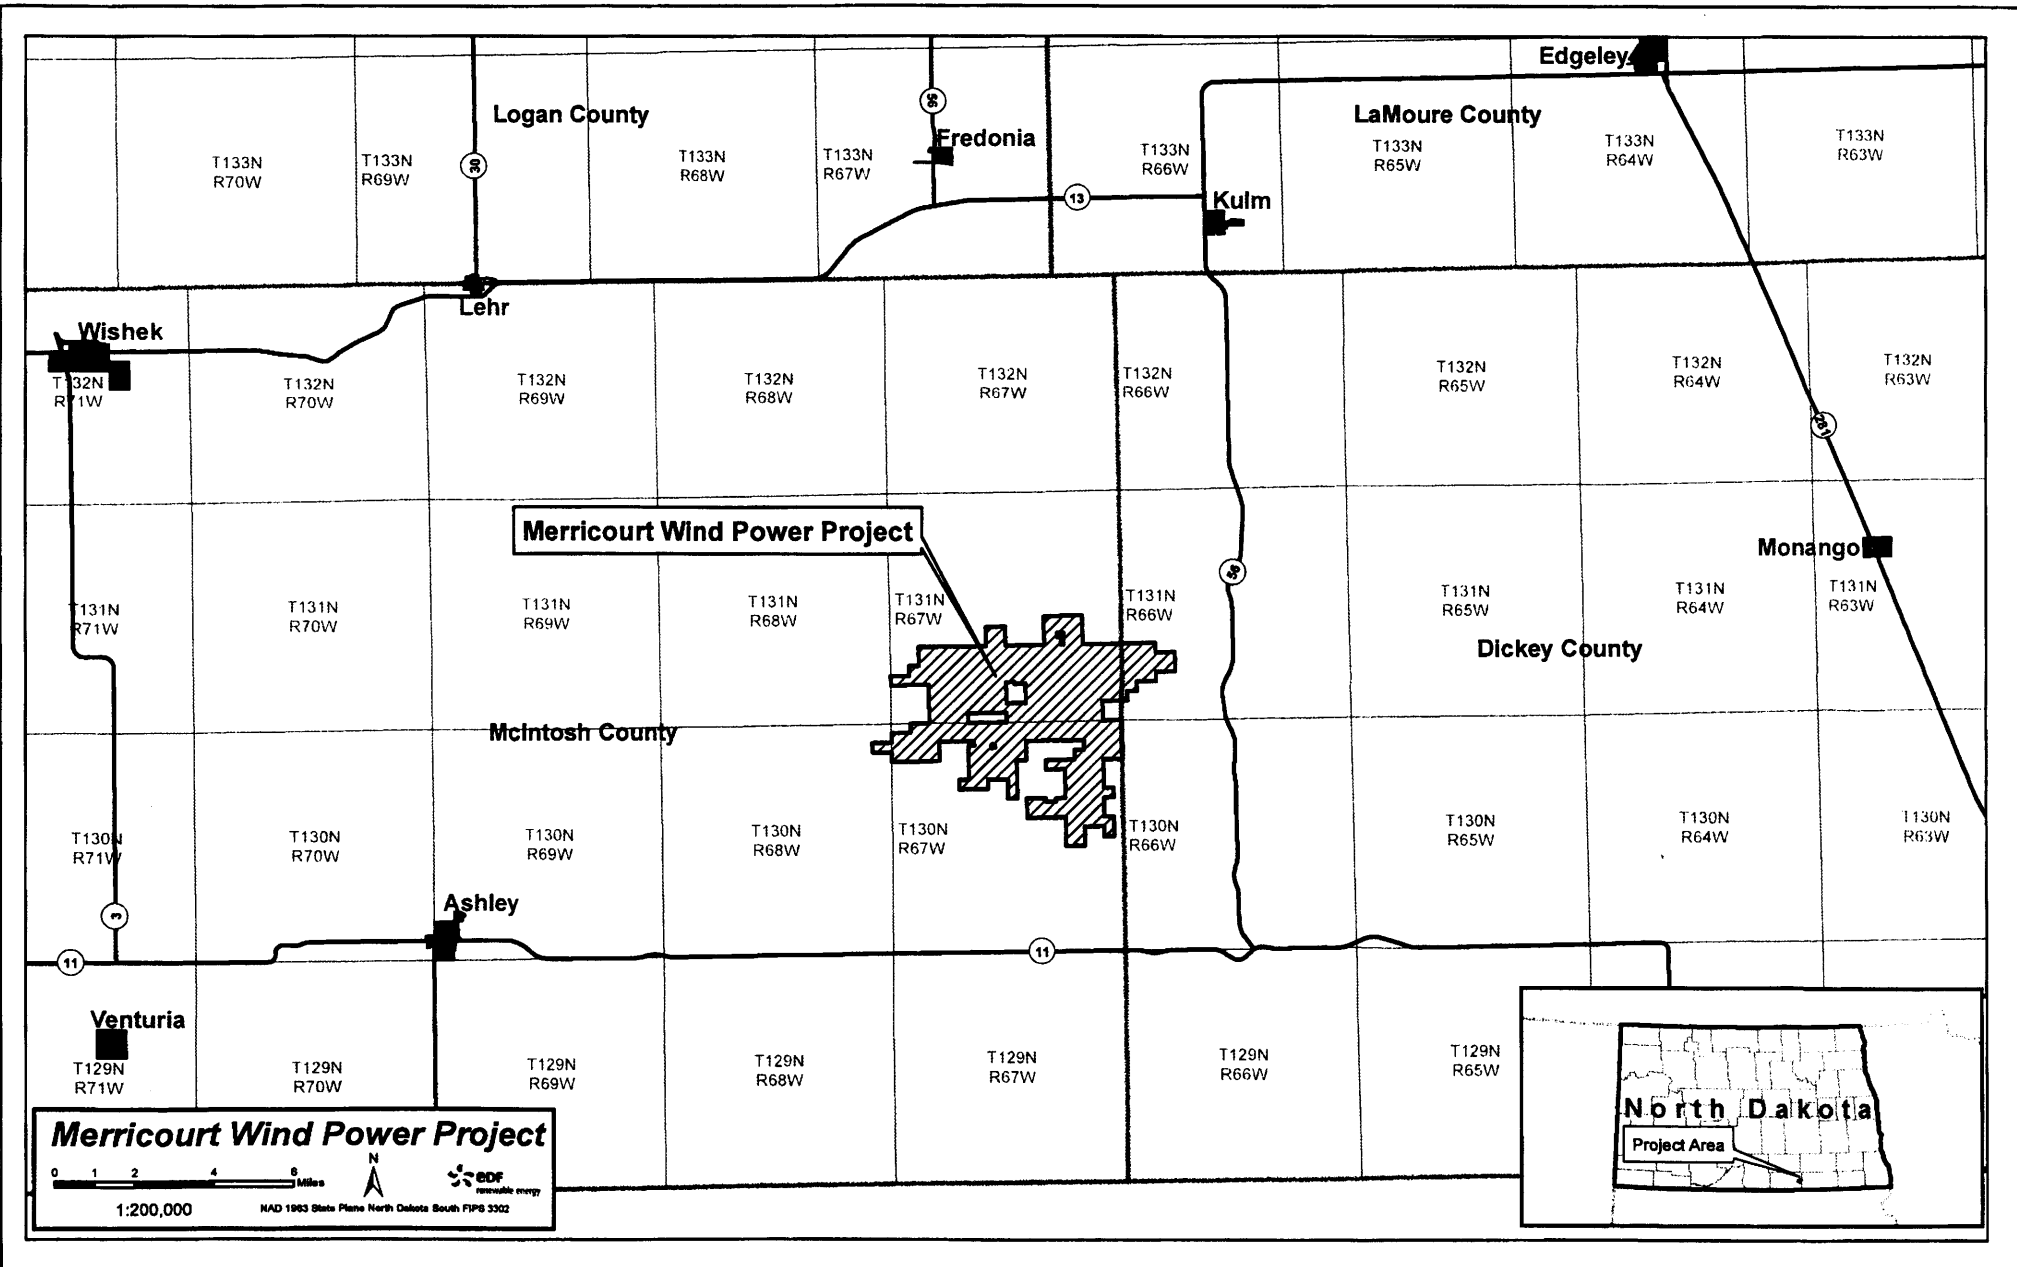 Edgeley
Logan County
LaMoure County
56
Fredonia
T133N
R70W
T133N
R69W
30
T133N
R68W
T133N
R67W
T133N
R66W
T133N
R65W
T133N
R64W
T133N
R63W
13
Kulm
Lehr
Wishek
T132N
R71W
T132N
R70W
T132N
R69W
T132N
R68W
T132N
R67W
T132N
R66W
T132N
R65W
T132N
R64W
T132N
R63W
281
Merricourt Wind Power Project
Monango
56
T131N
R71W
T131N
R70W
T131N
R69W
T131N
R68W
T131N
R67W
T131N
R66W
T131N
R65W
T131N
R64W
T131N
R63W
Dickey County
McIntosh County
T130N
R71W
T130N
R70W
T130N
R69W
T130N
R68W
T130N
R67W
T130N
R66W
T130N
R65W
T130N
R64W
T130N
R63W
3
Ashley
11
11
Venturia
T129N
R71W
T129N
R70W
T129N
R69W
T129N
R68W
T129N
R67W
T129N
R66W
T129N
R65W
North Dakota
Project Area
Merricourt Wind Power Project
0 1 2 4 6
Miles
N
eDF
renewable energy
1:200,000
NAD 1983 State Plane North Dakota South FIPS 3302